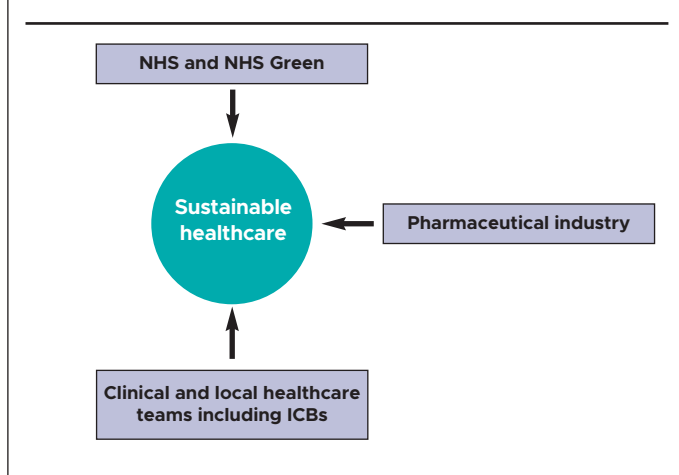 NHS and NHS Green
Sustainable
healthcare
Pharmaceutical industry
Clinical and local healthcare
teams including ICBs